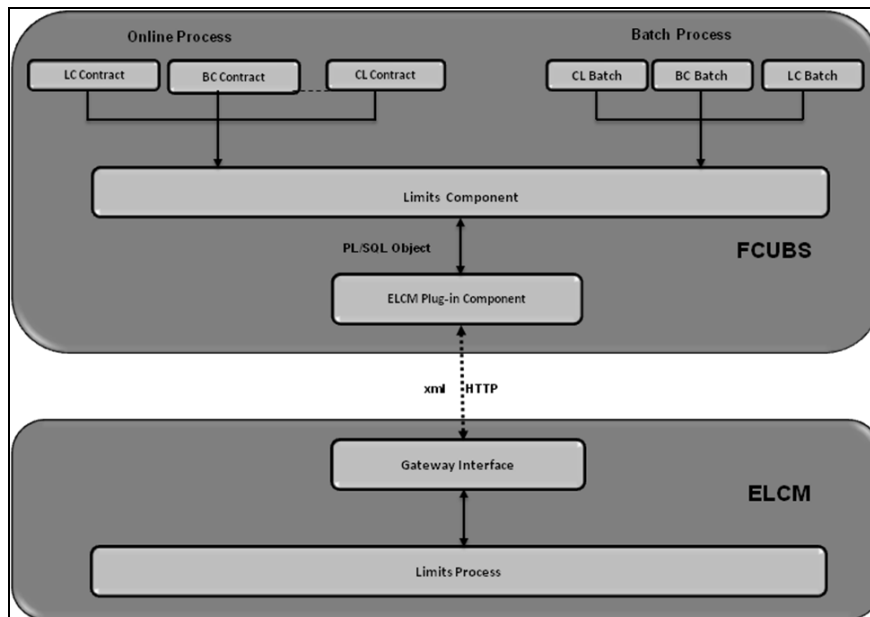 Online Process
Batch Process
LC Contract
BC Contract
CL Contract
CL Batch
BC Batch
LC Batch
Limits Component
PL/SQL Object
FCUBS
ELCM Plug-in Component
xml
HTTP
Gateway Interface
ELCM
Limits Process